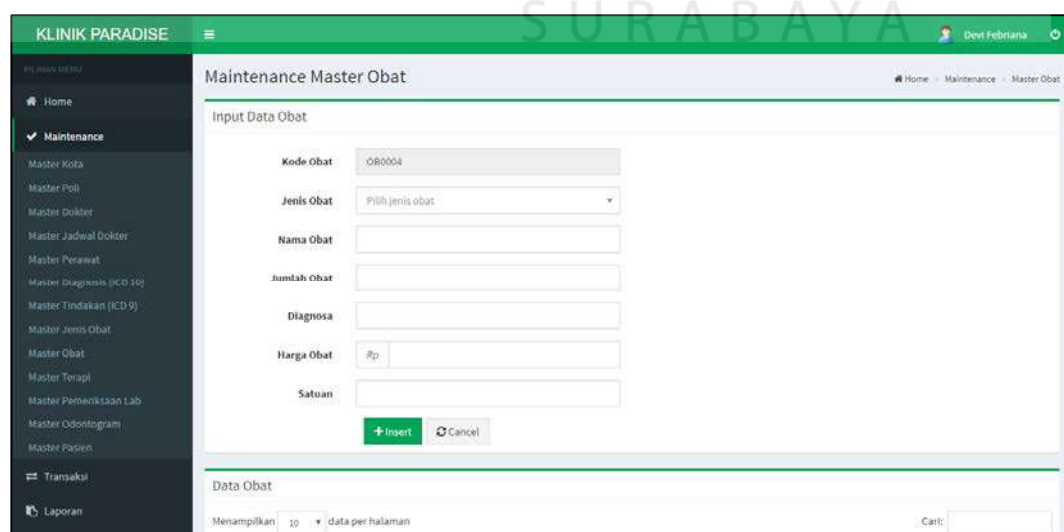 SURABAYA
KLINIK PARADISE
Devi Febriana
PILIHAN MENU
Home
Maintenance
Master Kota
Master Poli
Master Dokter
Master Jadwal Dokter
Master Perawat
Master Diagnosis (ICD 10)
Master Tindakan (ICD 9)
Master Jenis Obat
Master Obat
Master Terapi
Master Pemeriksaan Lab
Master Odontogram
Master Pasien
Transaksi
Laporan
Maintenance Master Obat
Home > Maintenance > Master Obat
Input Data Obat
Kode Obat OB0004
Jenis Obat Pilih jenis obat
Nama Obat
Jumlah Obat
Diagnosa
Harga Obat Rp
Satuan
+ Insert Cancel
Data Obat
Menampilkan 10 data per halaman Cari: